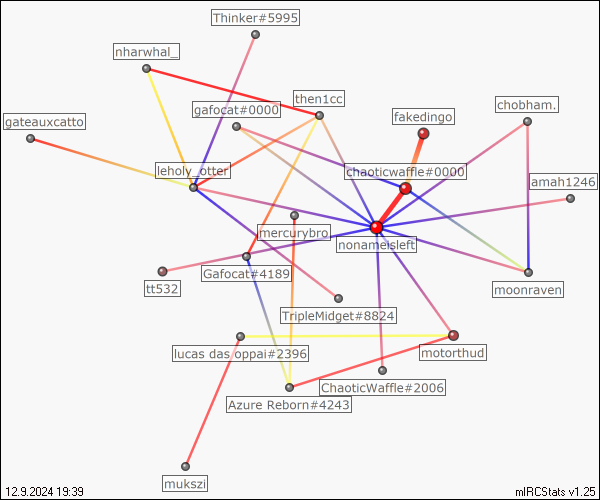 Thinker#5995
nharwhal_
then1cc
gafocat#0000
chobham.
fakedingo
gateauxcatto
leholy_otter
chaoticwaffle#0000
amah1246
mercurybro
nonameisleft
Gafocat#4189
tt532
moonraven
TripleMidget#8824
lucas das oppai#2396
motorthud
ChaoticWaffle#2006
Azure Reborn#4243
mukszi
12.9.2024 19:39
mIRCStats v1.25